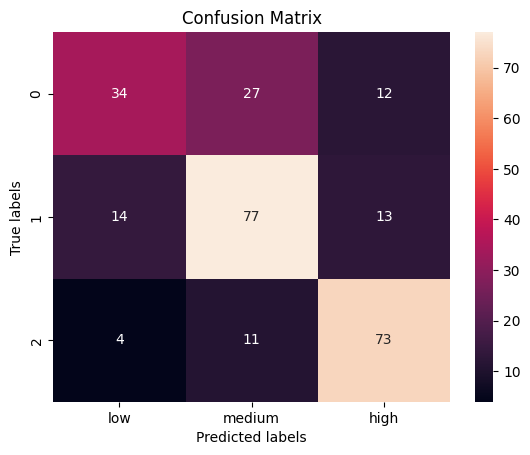 Confusion Matrix
0 34 27 12
1 14 77 13
2 4 11 73
low medium high
Predicted labels
True labels
70
60
50
40
30
20
10